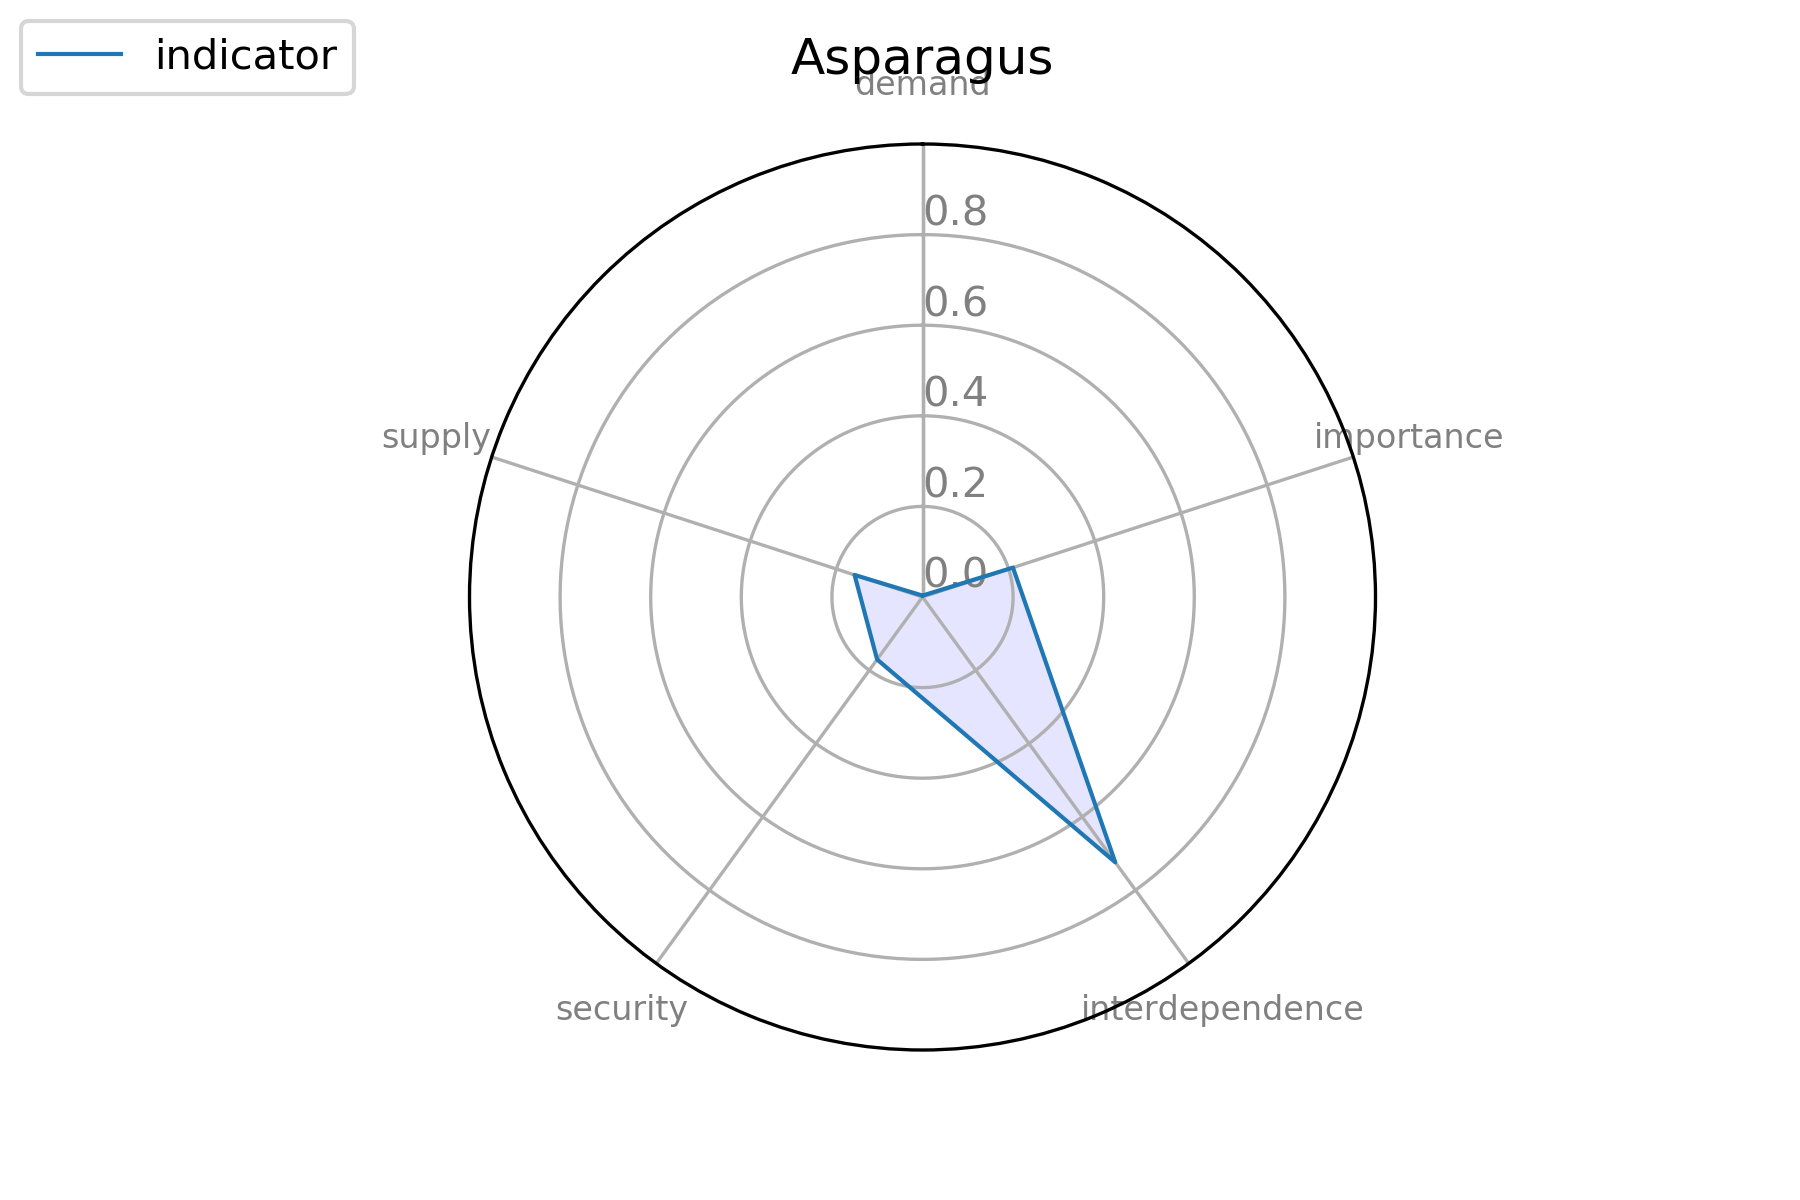 indicator
Asparagus
demand
0.8
0.6
0.4
supply
importance
0.2
0.0
security
interdependence